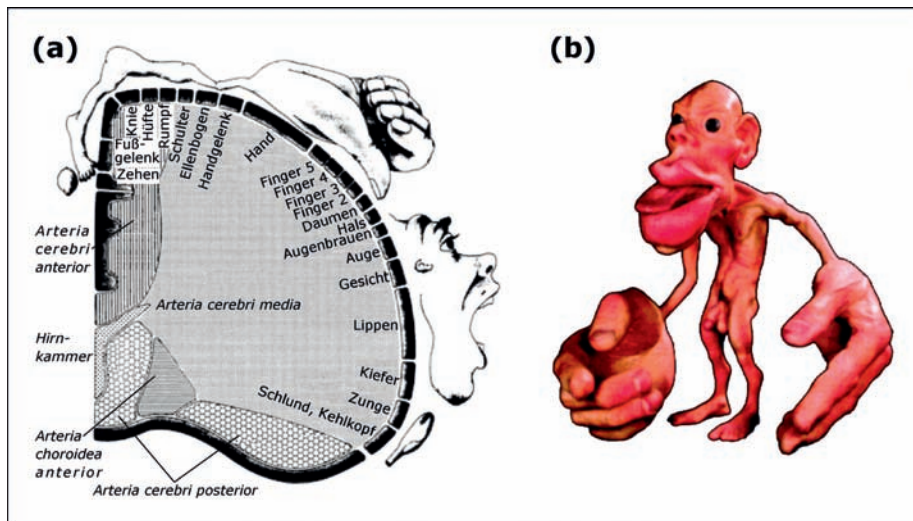 (a)
(b)
Zehen
Fuß-
gelenk
Knie
Hüfte
Rumpf
Schulter
Ellenbogen
Handgelenk
Hand
Finger 5
Finger 4
Finger 3
Finger 2
Daumen
Hals
Augenbrauen
Auge
Gesicht
Lippen
Kiefer
Zunge
Schlund, Kehlkopf
Arteria
cerebri
anterior
Arteria cerebri media
Hirn-
kammer
Arteria
choroidea
anterior
Arteria cerebri posterior